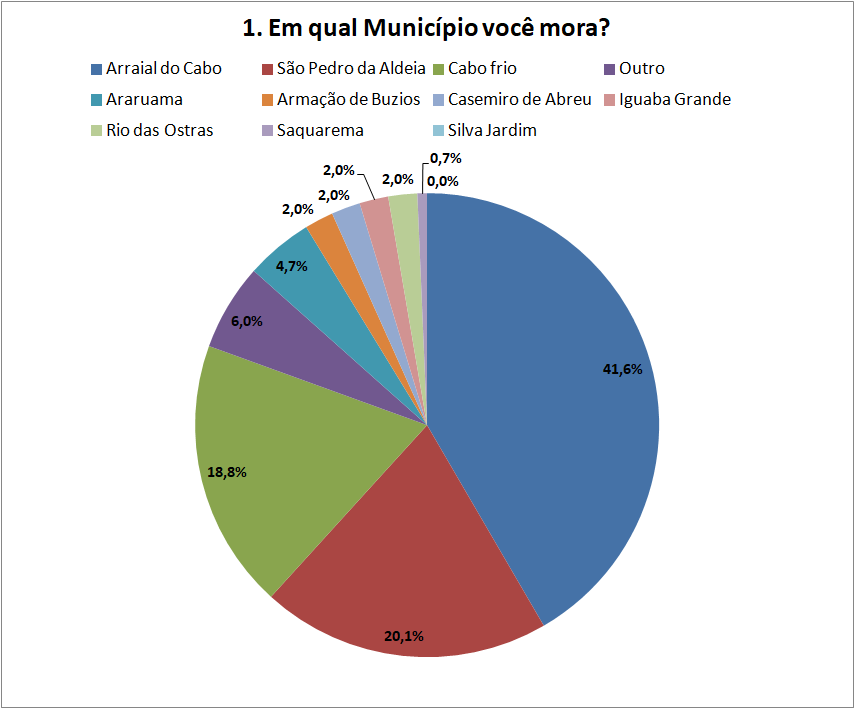 1. Em qual Município você mora?
Arraial do Cabo São Pedro da Aldeia Cabo frio Outro
Araruama Armação de Buzios Casemiro de Abreu Iguaba Grande
Rio das Ostras Saquarema Silva Jardim
0,7%
2,0% 2,0% 0,0%
2,0%
2,0%
4,7%
6,0%
41,6%
18,8%
20,1%